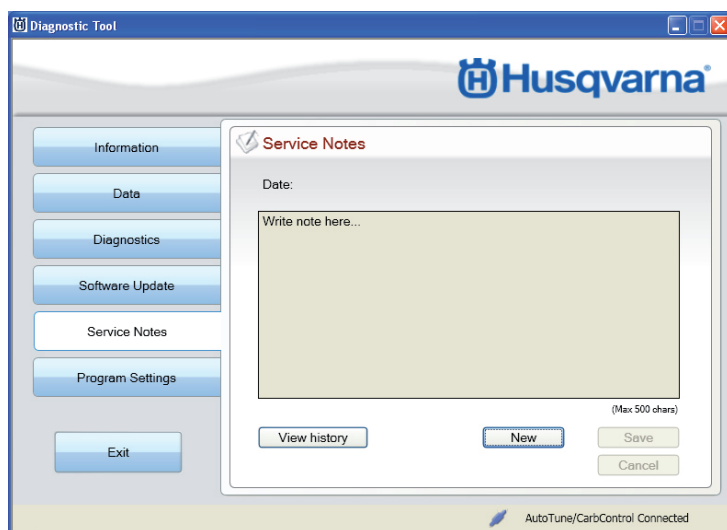 Diagnostic Tool
Husqvarna®
Information
Data
Diagnostics
Software Update
Service Notes
Program Settings
Exit
Service Notes
Date:
Write note here...
(Max 500 chars)
View history
New
Save
Cancel
AutoTune/CarbControl Connected